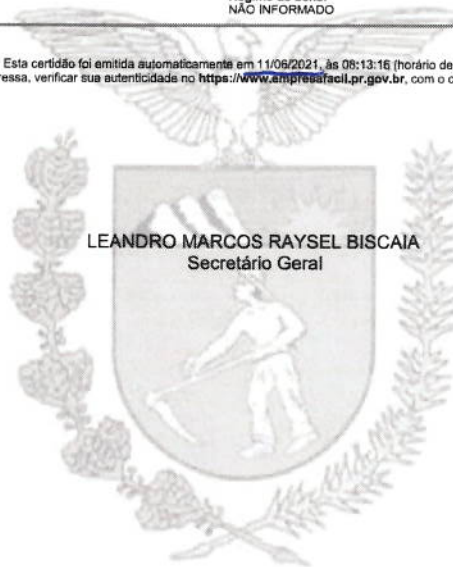 NÃO INFORMADO
Esta certidão foi emitida automaticamente em 11/06/2021, às 08:13:16 (horário de
ressa, verificar sua autenticidade no https://www.empresafacil.pr.gov.br, com o c
LEANDRO MARCOS RAYSEL BISCAIA
Secretário Geral